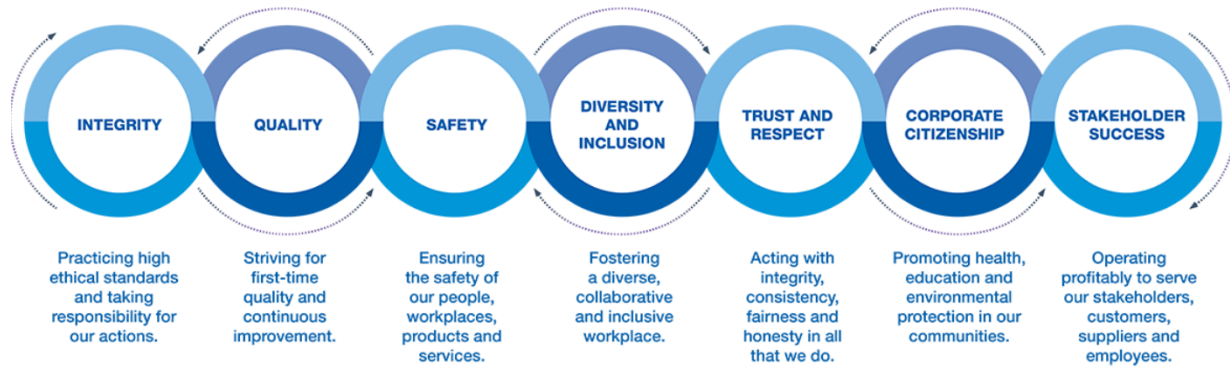 INTEGRITY
QUALITY
SAFETY
DIVERSITY
AND
INCLUSION
TRUST AND
RESPECT
CORPORATE
CITIZENSHIP
STAKEHOLDER
SUCCESS
Practicing high
ethical standards
and taking
responsibility for
our actions.
Striving for
first-time
quality and
continuous
improvement.
Ensuring
the safety of
our people,
workplaces,
products and
services.
Fostering
a diverse,
collaborative
and inclusive
workplace.
Acting with
integrity,
consistency,
fairness and
honesty in all
that we do.
Promoting health,
education and
environmental
protection in our
communities.
Operating
profitably to serve
our stakeholders,
customers,
suppliers and
employees.